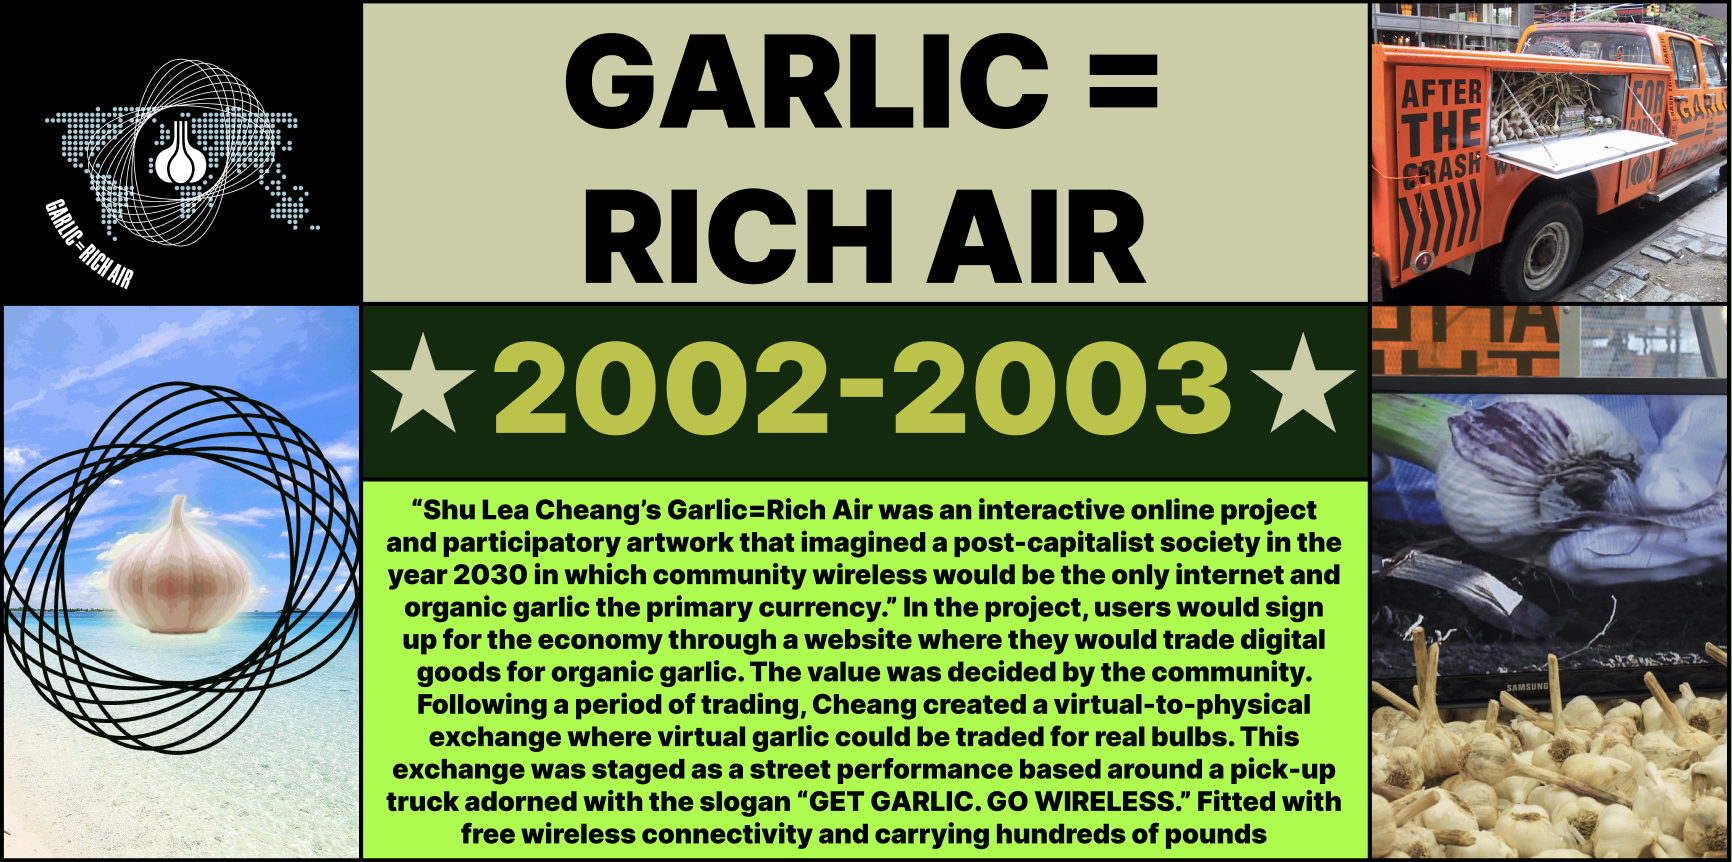 GARLIC=RICH AIR
GARLIC =
RICH AIR
★2002-2003★
“Shu Lea Cheang’s Garlic=Rich Air was an interactive online project
and participatory artwork that imagined a post-capitalist society in the
year 2030 in which community wireless would be the only internet and
organic garlic the primary currency.” In the project, users would sign
up for the economy through a website where they would trade digital
goods for organic garlic. The value was decided by the community.
Following a period of trading, Cheang created a virtual-to-physical
exchange where virtual garlic could be traded for real bulbs. This
exchange was staged as a street performance based around a pick-up
truck adorned with the slogan “GET GARLIC. GO WIRELESS.” Fitted with
free wireless connectivity and carrying hundreds of pounds
AFTER
THE
CRASH
FOR
SAMSUNG